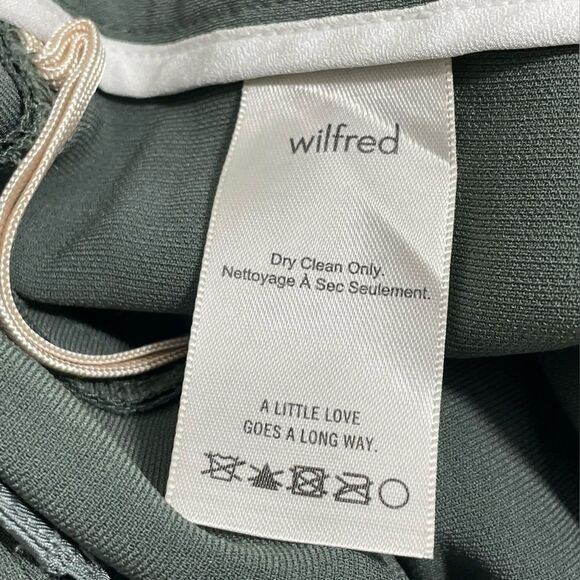 wilfred
Dry Clean Only.
Nettoyage À Sec Seulement.
A LITTLE LOVE
GOES A LONG WAY.